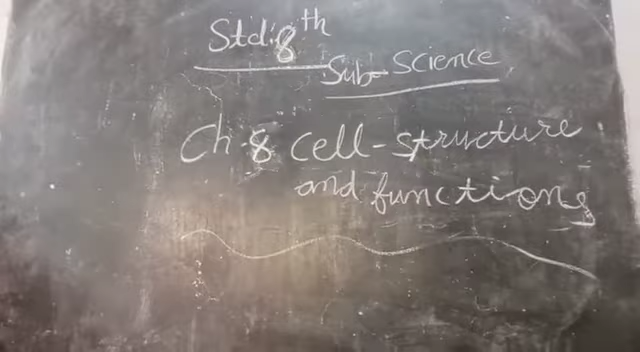 Std:8th
Sub- Science
Ch-8 cell-structure
and functions